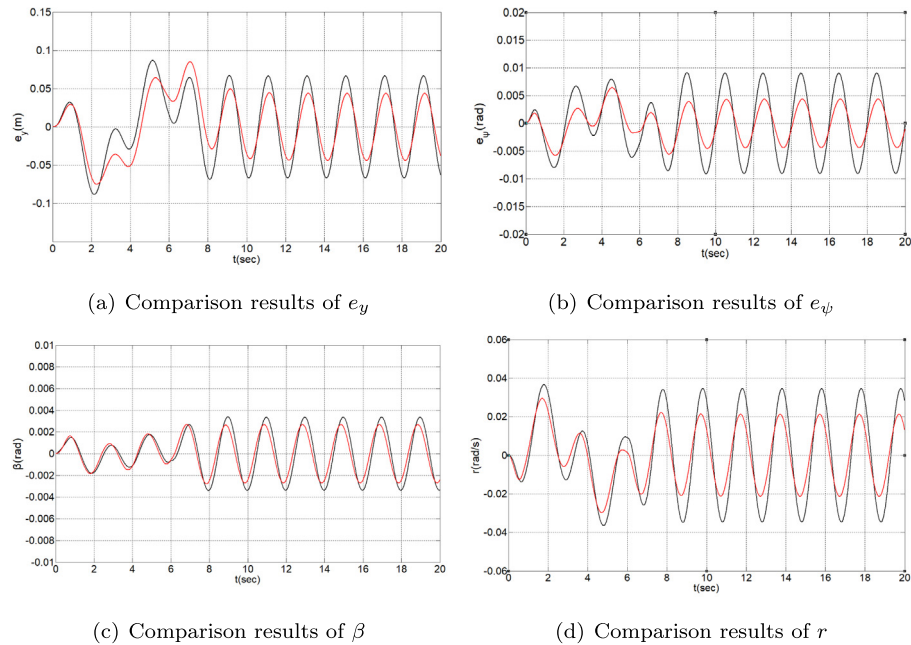 0.15
0.1
0.05
0
-0.05
-0.1
e_y(m)
0 2 4 6 8 10 12 14 16 18 20
t(sec)
(a) Comparison results of e_y
0.02
0.015
0.01
0.005
0
-0.005
-0.01
-0.015
-0.02
e_ψ(rad)
0 2 4 6 8 10 12 14 16 18 20
t(sec)
(b) Comparison results of e_ψ
0.01
0.008
0.006
0.004
0.002
0
-0.002
-0.004
-0.006
-0.008
-0.01
β(rad)
0 2 4 6 8 10 12 14 16 18 20
t(sec)
(c) Comparison results of β
0.06
0.04
0.02
0
-0.02
-0.04
-0.06
r(rad/s)
0 2 4 6 8 10 12 14 16 18 20
t(sec)
(d) Comparison results of r